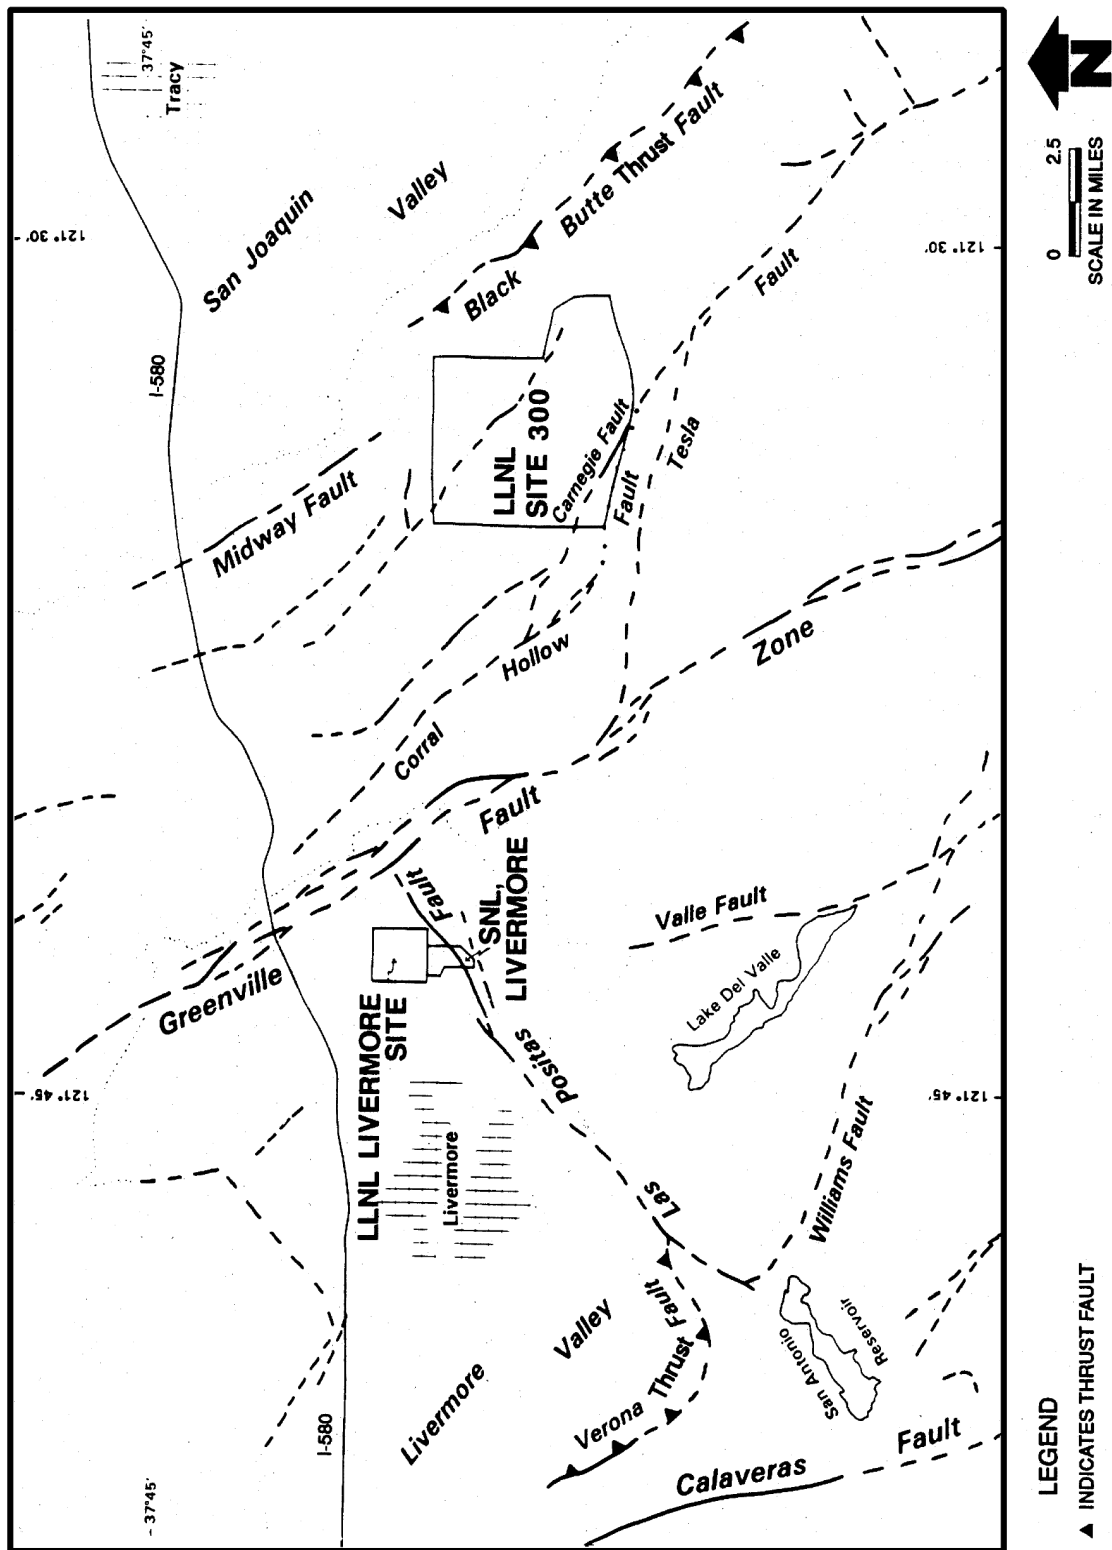 37°45'
Tracy
San Joaquin
Valley
121°30'
I-580
Black
Butte Thrust Fault
Midway Fault
LLNL
SITE 300
Carnegie Fault
Fault
Tesla
Fault
121°30'
Hollow
Corral
Zone
Fault
Greenville
Fault
SNL,
LIVERMORE
LLNL LIVERMORE
SITE
Positas
Las
Valle Fault
Lake Del Valle
121°45'
121°45'
Livermore
Williams Fault
Livermore
Valley
Verona
Thrust Fault
San Antonio
Reservoir
I-580
37°45'
Calaveras
Fault
N
0 2.5
SCALE IN MILES
LEGEND
▲ INDICATES THRUST FAULT